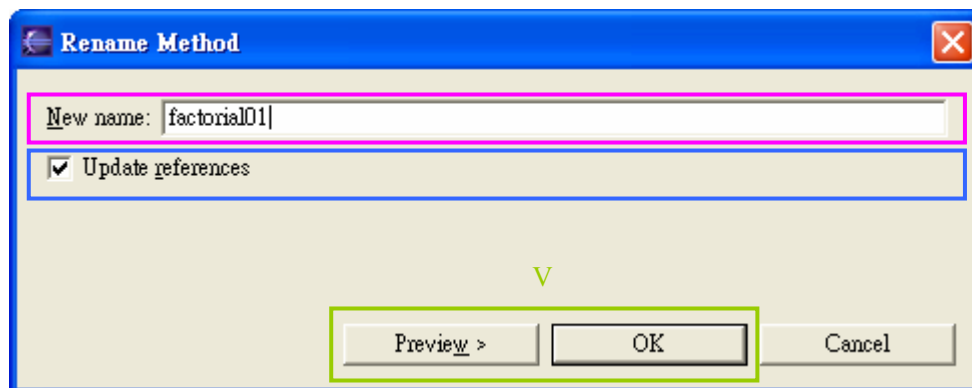 Rename Method
New name: factorial01
Update references
V
Preview > OK Cancel